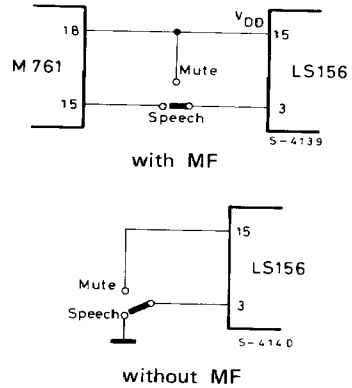 18
V DD
15
M 761
Mute
LS156
15
Speech
3
S-4139
with MF
15
LS156
Mute
Speech
3
S-4140
without MF